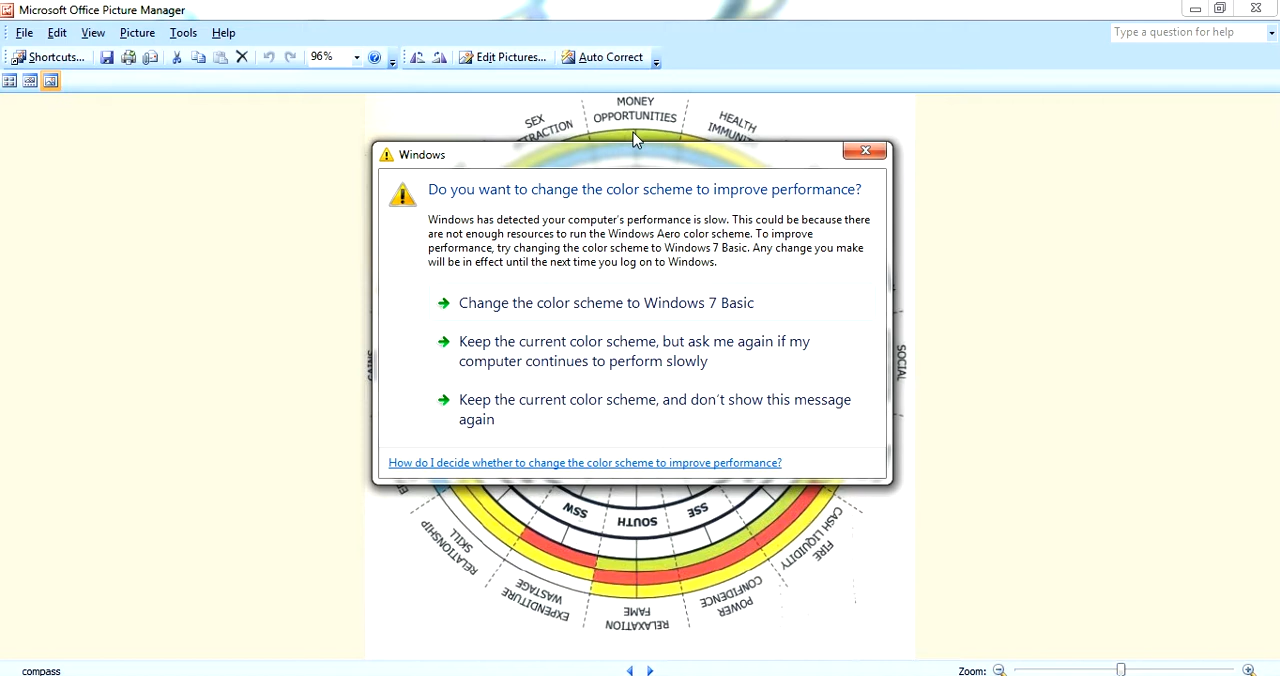 Microsoft Office Picture Manager
File Edit View Picture Tools Help
Type a question for help
Shortcuts... 96% Edit Pictures... Auto Correct
MONEY
OPPORTUNITIES
SEX
HEALTH
Windows
Do you want to change the color scheme to improve performance?
Windows has detected your computer's performance is slow. This could be because there
are not enough resources to run the Windows Aero color scheme. To improve
performance, try changing the color scheme to Windows 7 Basic. Any change you make
will be in effect until the next time you log on to Windows.
Change the color scheme to Windows 7 Basic
Keep the current color scheme, but ask me again if my
computer continues to perform slowly
Keep the current color scheme, and don't show this message
again
How do I decide whether to change the color scheme to improve performance?
SOCIAL
SSW
SOUTH
SSE
RELATIONSHIP
SKILL
EXPENDITURE
WASTAGE
RELAXATION
FAME
POWER
CONFIDENCE
FIRE
CASH LIQUIDITY
compass
Zoom: